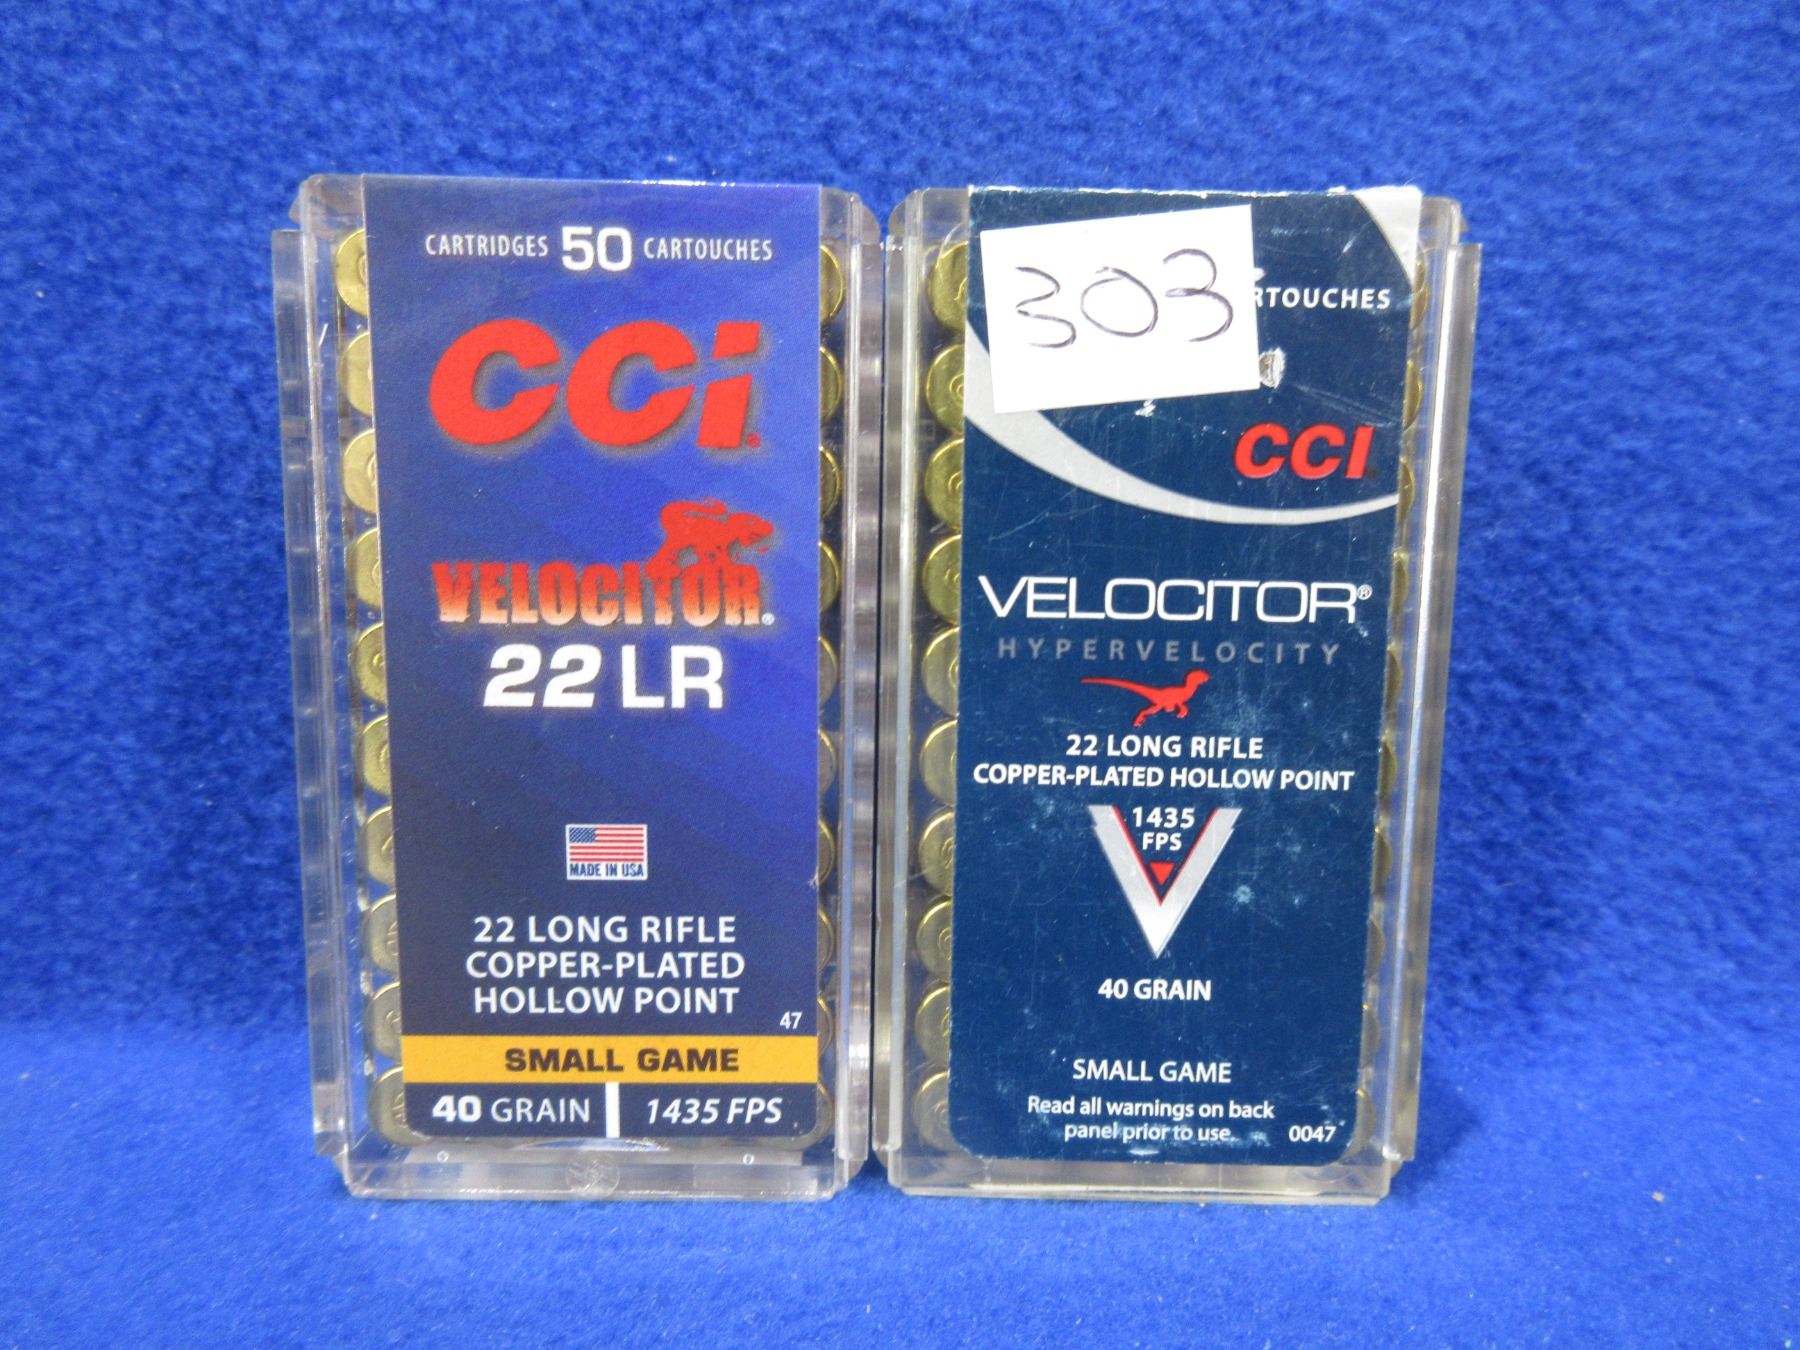 CARTRIDGES 50 CARTOUCHES
CCI®
VELOCITOR®
22 LR
MADE IN USA
22 LONG RIFLE
COPPER-PLATED
HOLLOW POINT
47
SMALL GAME
40 GRAIN 1435 FPS
303
RTOUCHES
CCI
VELOCITOR®
HYPERVELOCITY
22 LONG RIFLE
COPPER-PLATED HOLLOW POINT
1435
FPS
40 GRAIN
SMALL GAME
Read all warnings on back
panel prior to use.
0047